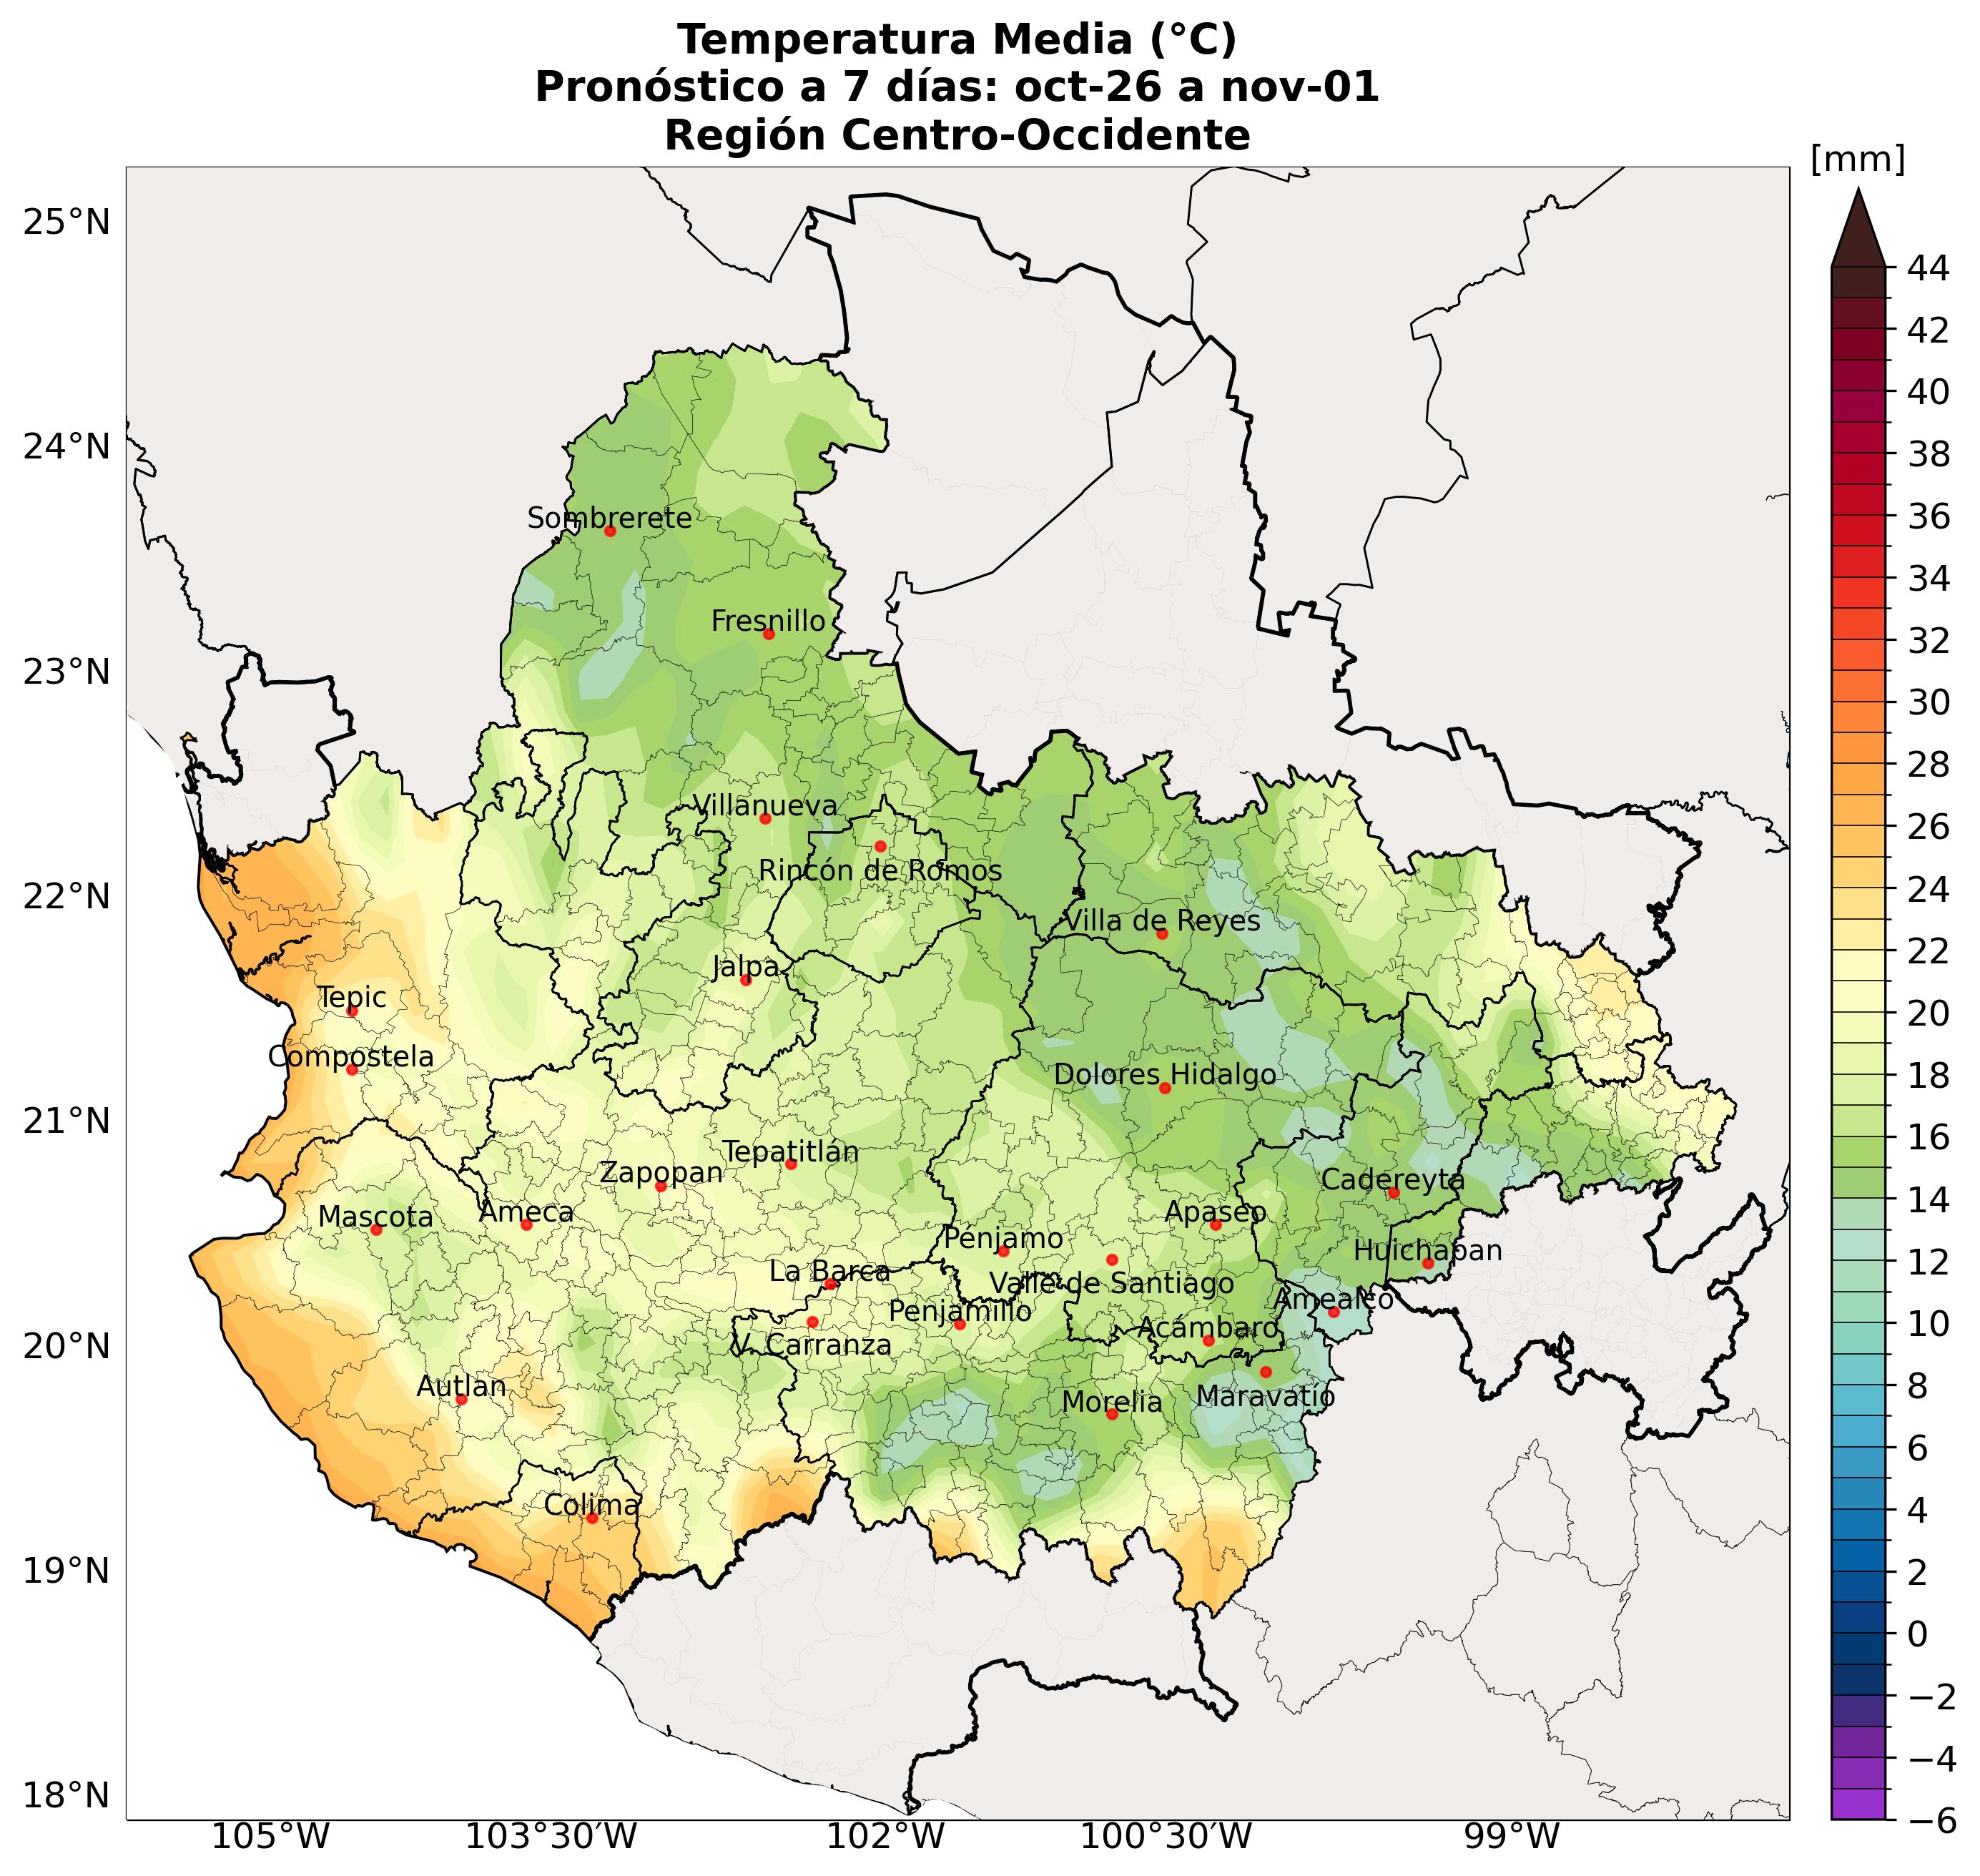 Temperatura Media (°C)
Pronóstico a 7 días: oct-26 a nov-01
Región Centro-Occidente
[mm]
25°N
24°N
23°N
22°N
21°N
20°N
19°N
18°N
Sombrerete
Fresnillo
Villanueva
Rincón de Romos
Villa de Reyes
Jalpa
Tepic
Compostela
Dolores Hidalgo
Tepatitlán
Zapopan
Cadereyta
Mascota
Ameca
Apaseo
Pénjamo
Huichapan
La Barca
Valle de Santiago
Amealco
Penjamillo
Acámbaro
V. Carranza
Autlan
Maravatío
Morelia
Colima
44
42
40
38
36
34
32
30
28
26
24
22
20
18
16
14
12
10
8
6
4
2
0
−2
−4
−6
105°W
103°30′W
102°W
100°30′W
99°W